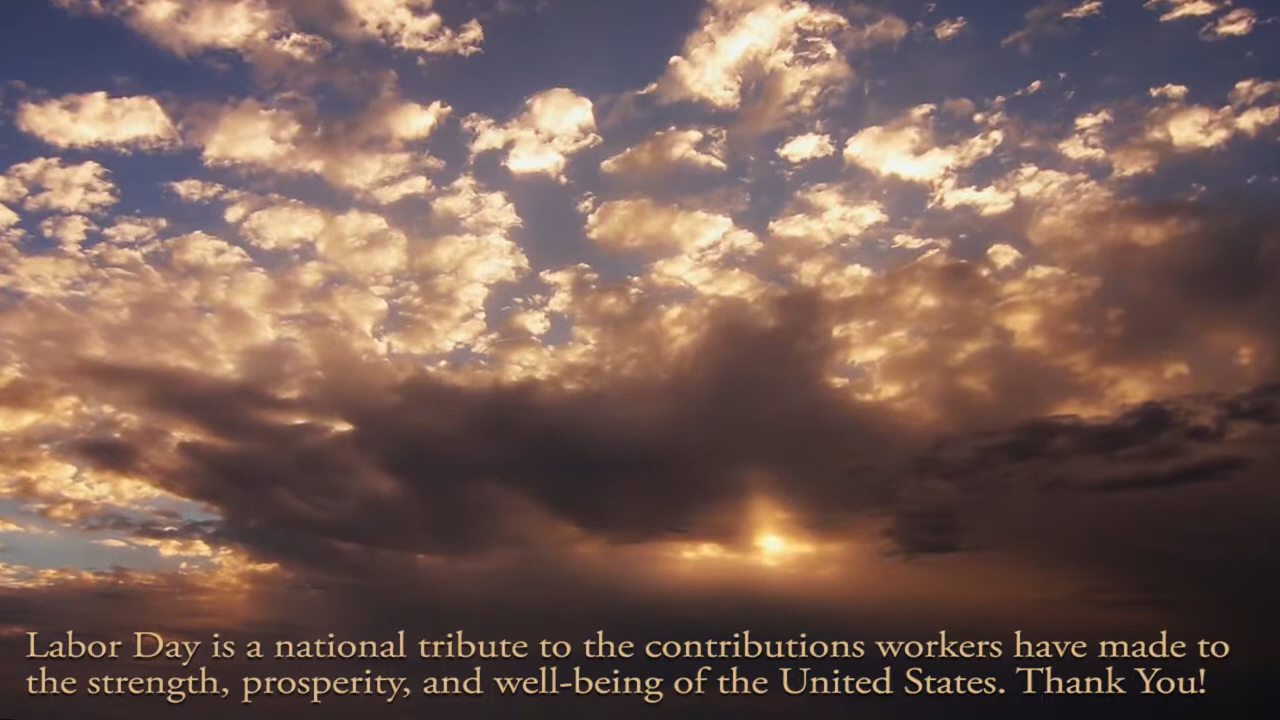 Labor Day is a national tribute to the contributions workers have made to
the strength, prosperity, and well-being of the United States. Thank You!